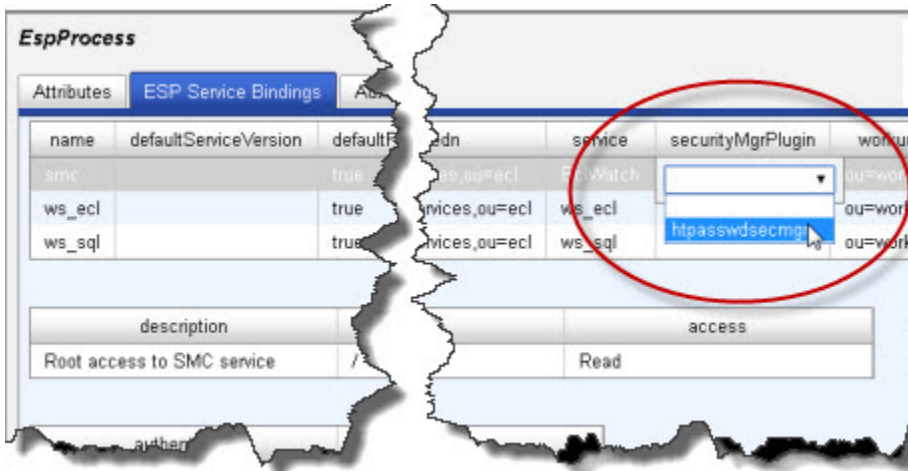 EspProcess
Attributes ESP Service Bindings
name defaultServiceVersion service securityMgrPlugin
smc true
ws_ecl true ws_ecl
htpasswdsecmgr
ws_sql true ws_sql
description access
Root access to SMC service / Read